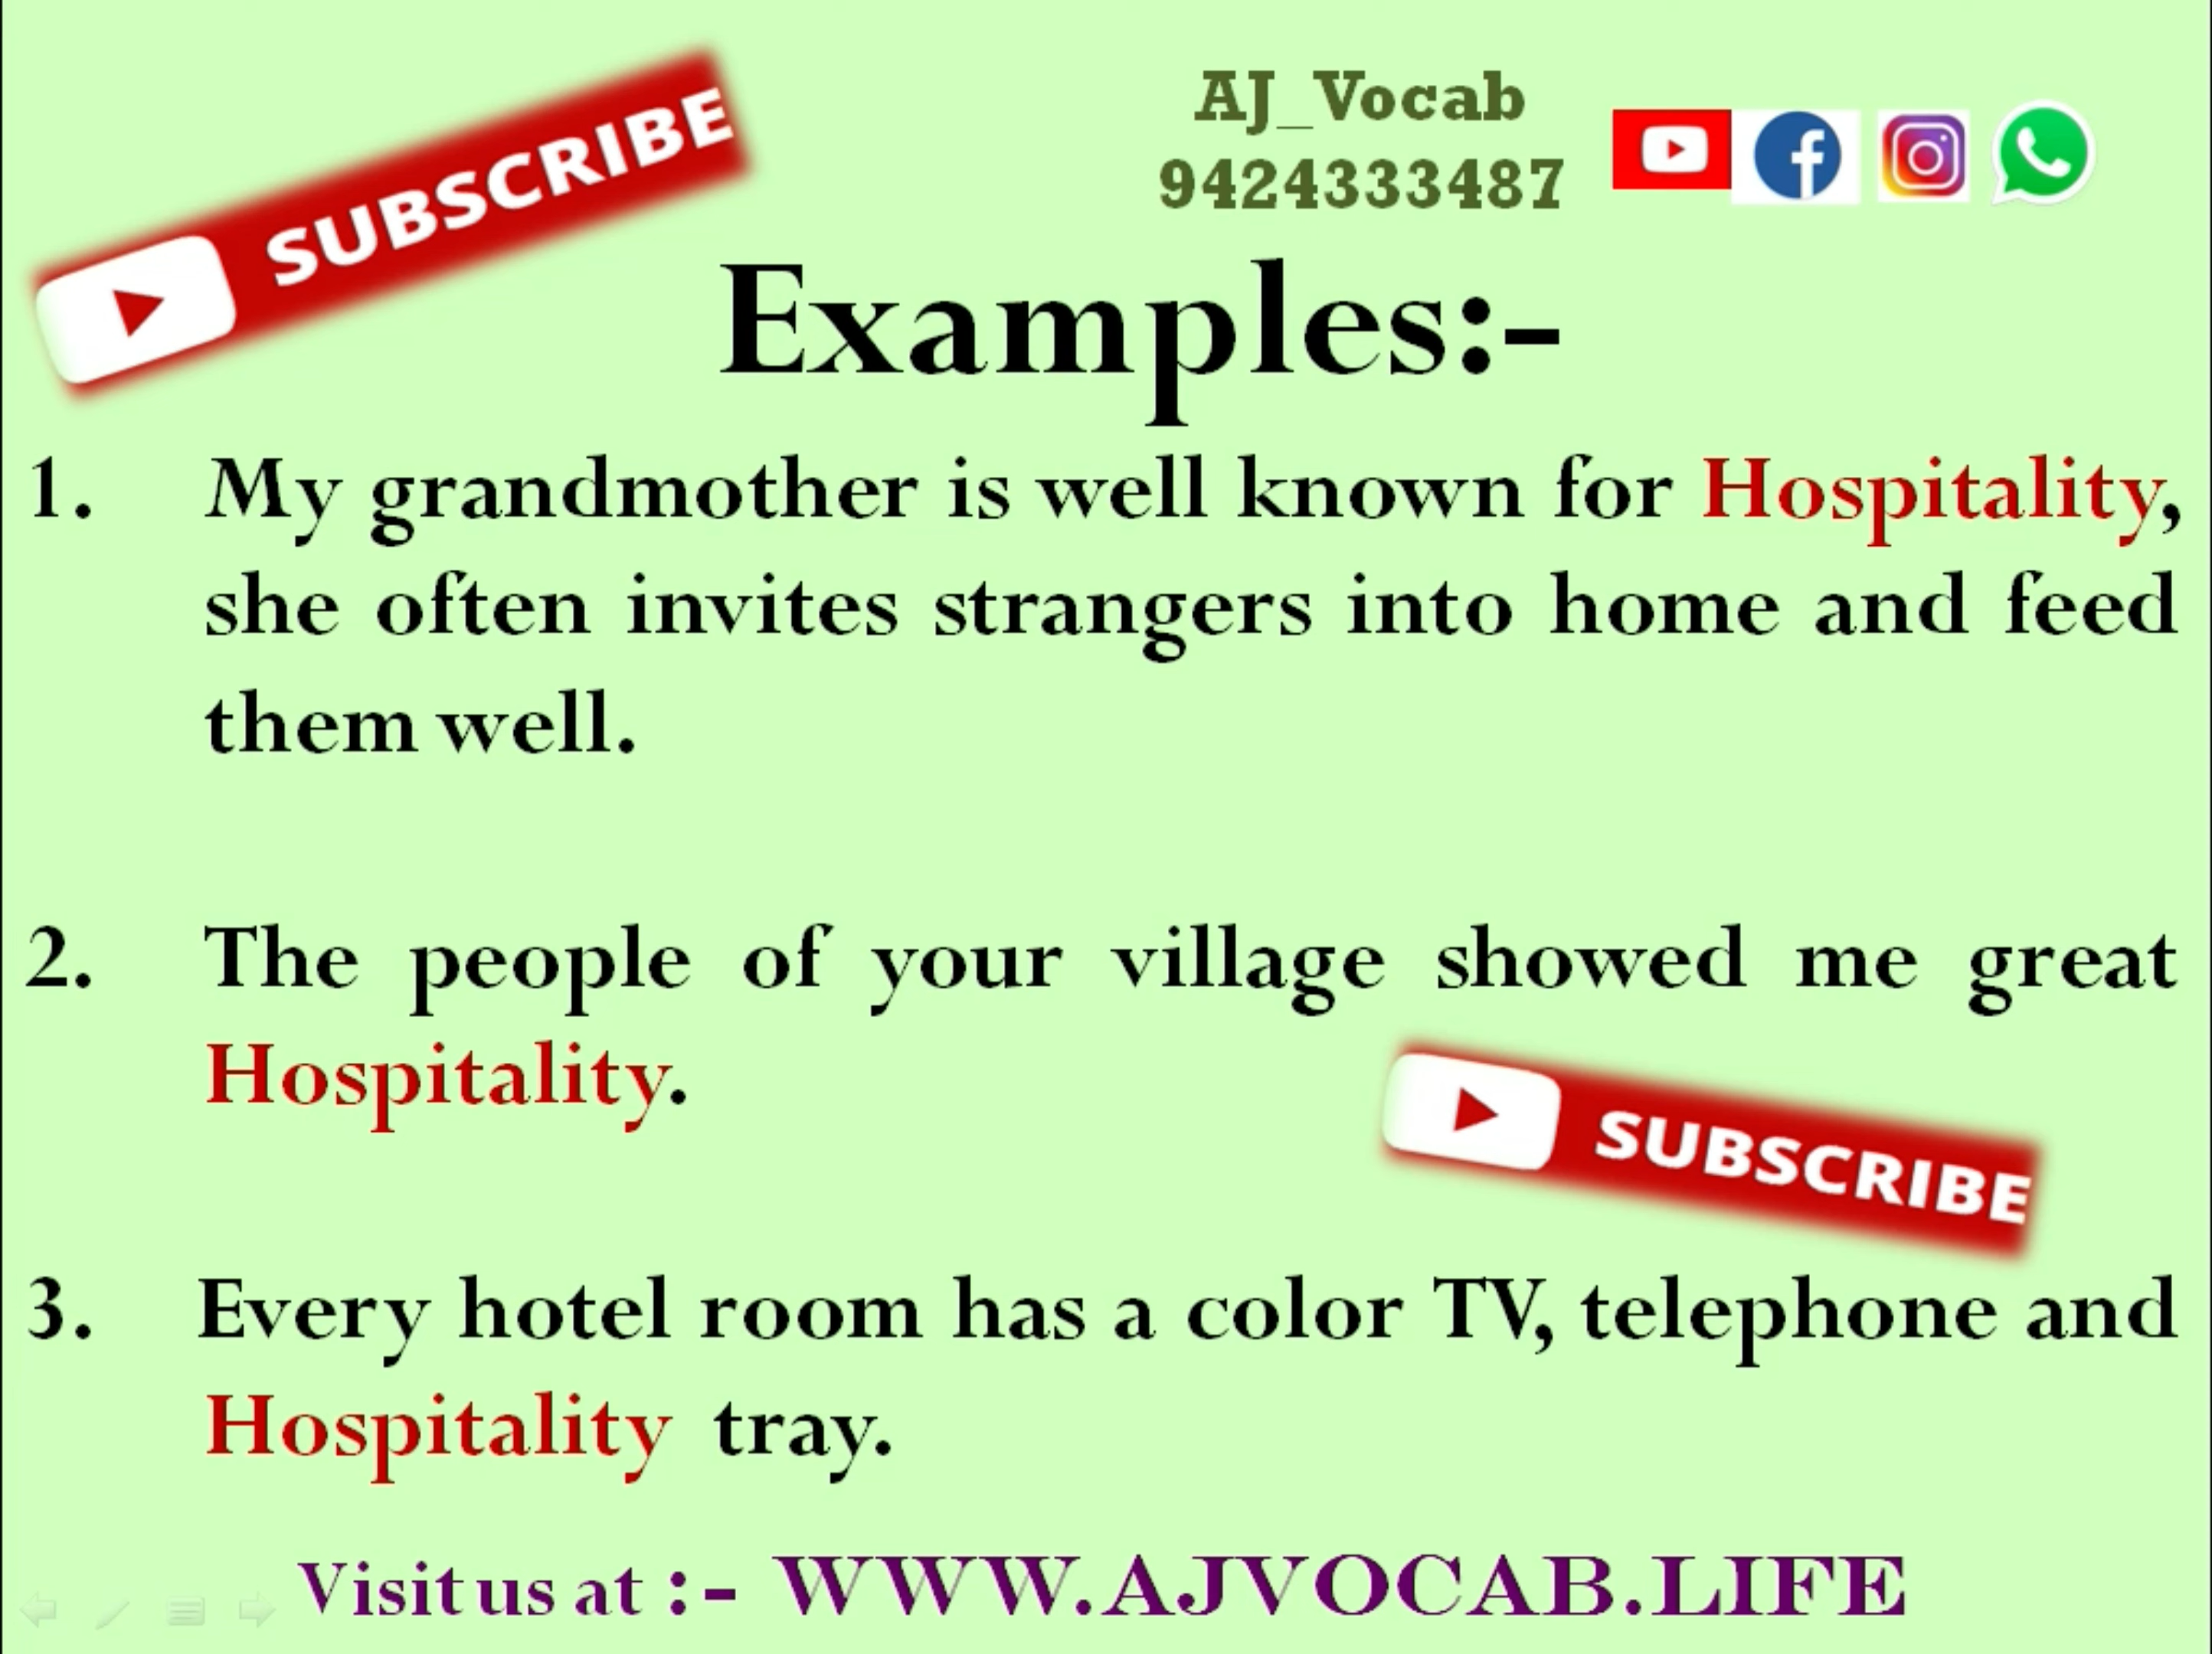 SUBSCRIBE
AJ_Vocab
9424333487
Examples:-
1. My grandmother is well known for Hospitality,
she often invites strangers into home and feed
them well.
2. The people of your village showed me great
Hospitality.
SUBSCRIBE
3. Every hotel room has a color TV, telephone and
Hospitality tray.
Visit us at :- WWW.AJVOCAB.LIFE